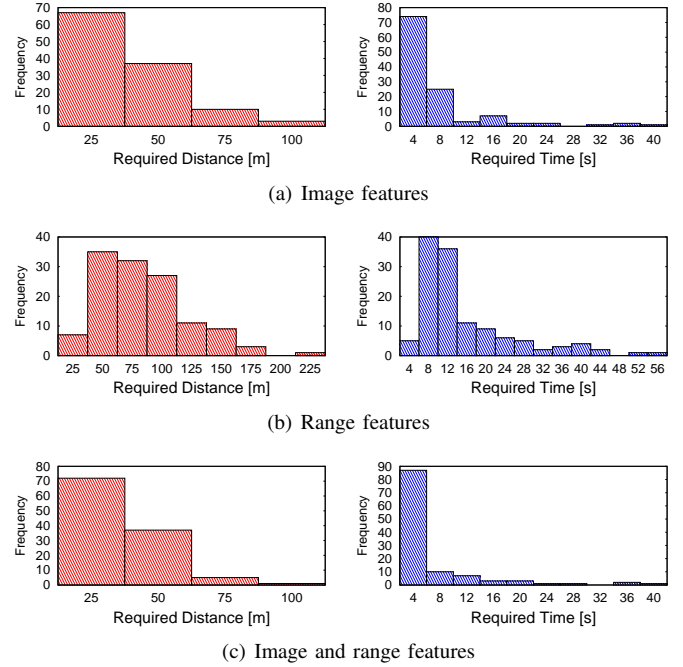 70
60
50
40
30
20
10
0
Frequency
25 50 75 100
Required Distance [m]
80
70
60
50
40
30
20
10
0
Frequency
4 8 12 16 20 24 28 32 36 40
Required Time [s]
(a) Image features
40
30
20
10
0
Frequency
25 50 75 100 125 150 175 200 225
Required Distance [m]
40
30
20
10
0
Frequency
4 8 12 16 20 24 28 32 36 40 44 48 52 56
Required Time [s]
(b) Range features
80
70
60
50
40
30
20
10
0
Frequency
25 50 75 100
Required Distance [m]
90
80
70
60
50
40
30
20
10
0
Frequency
4 8 12 16 20 24 28 32 36 40
Required Time [s]
(c) Image and range features